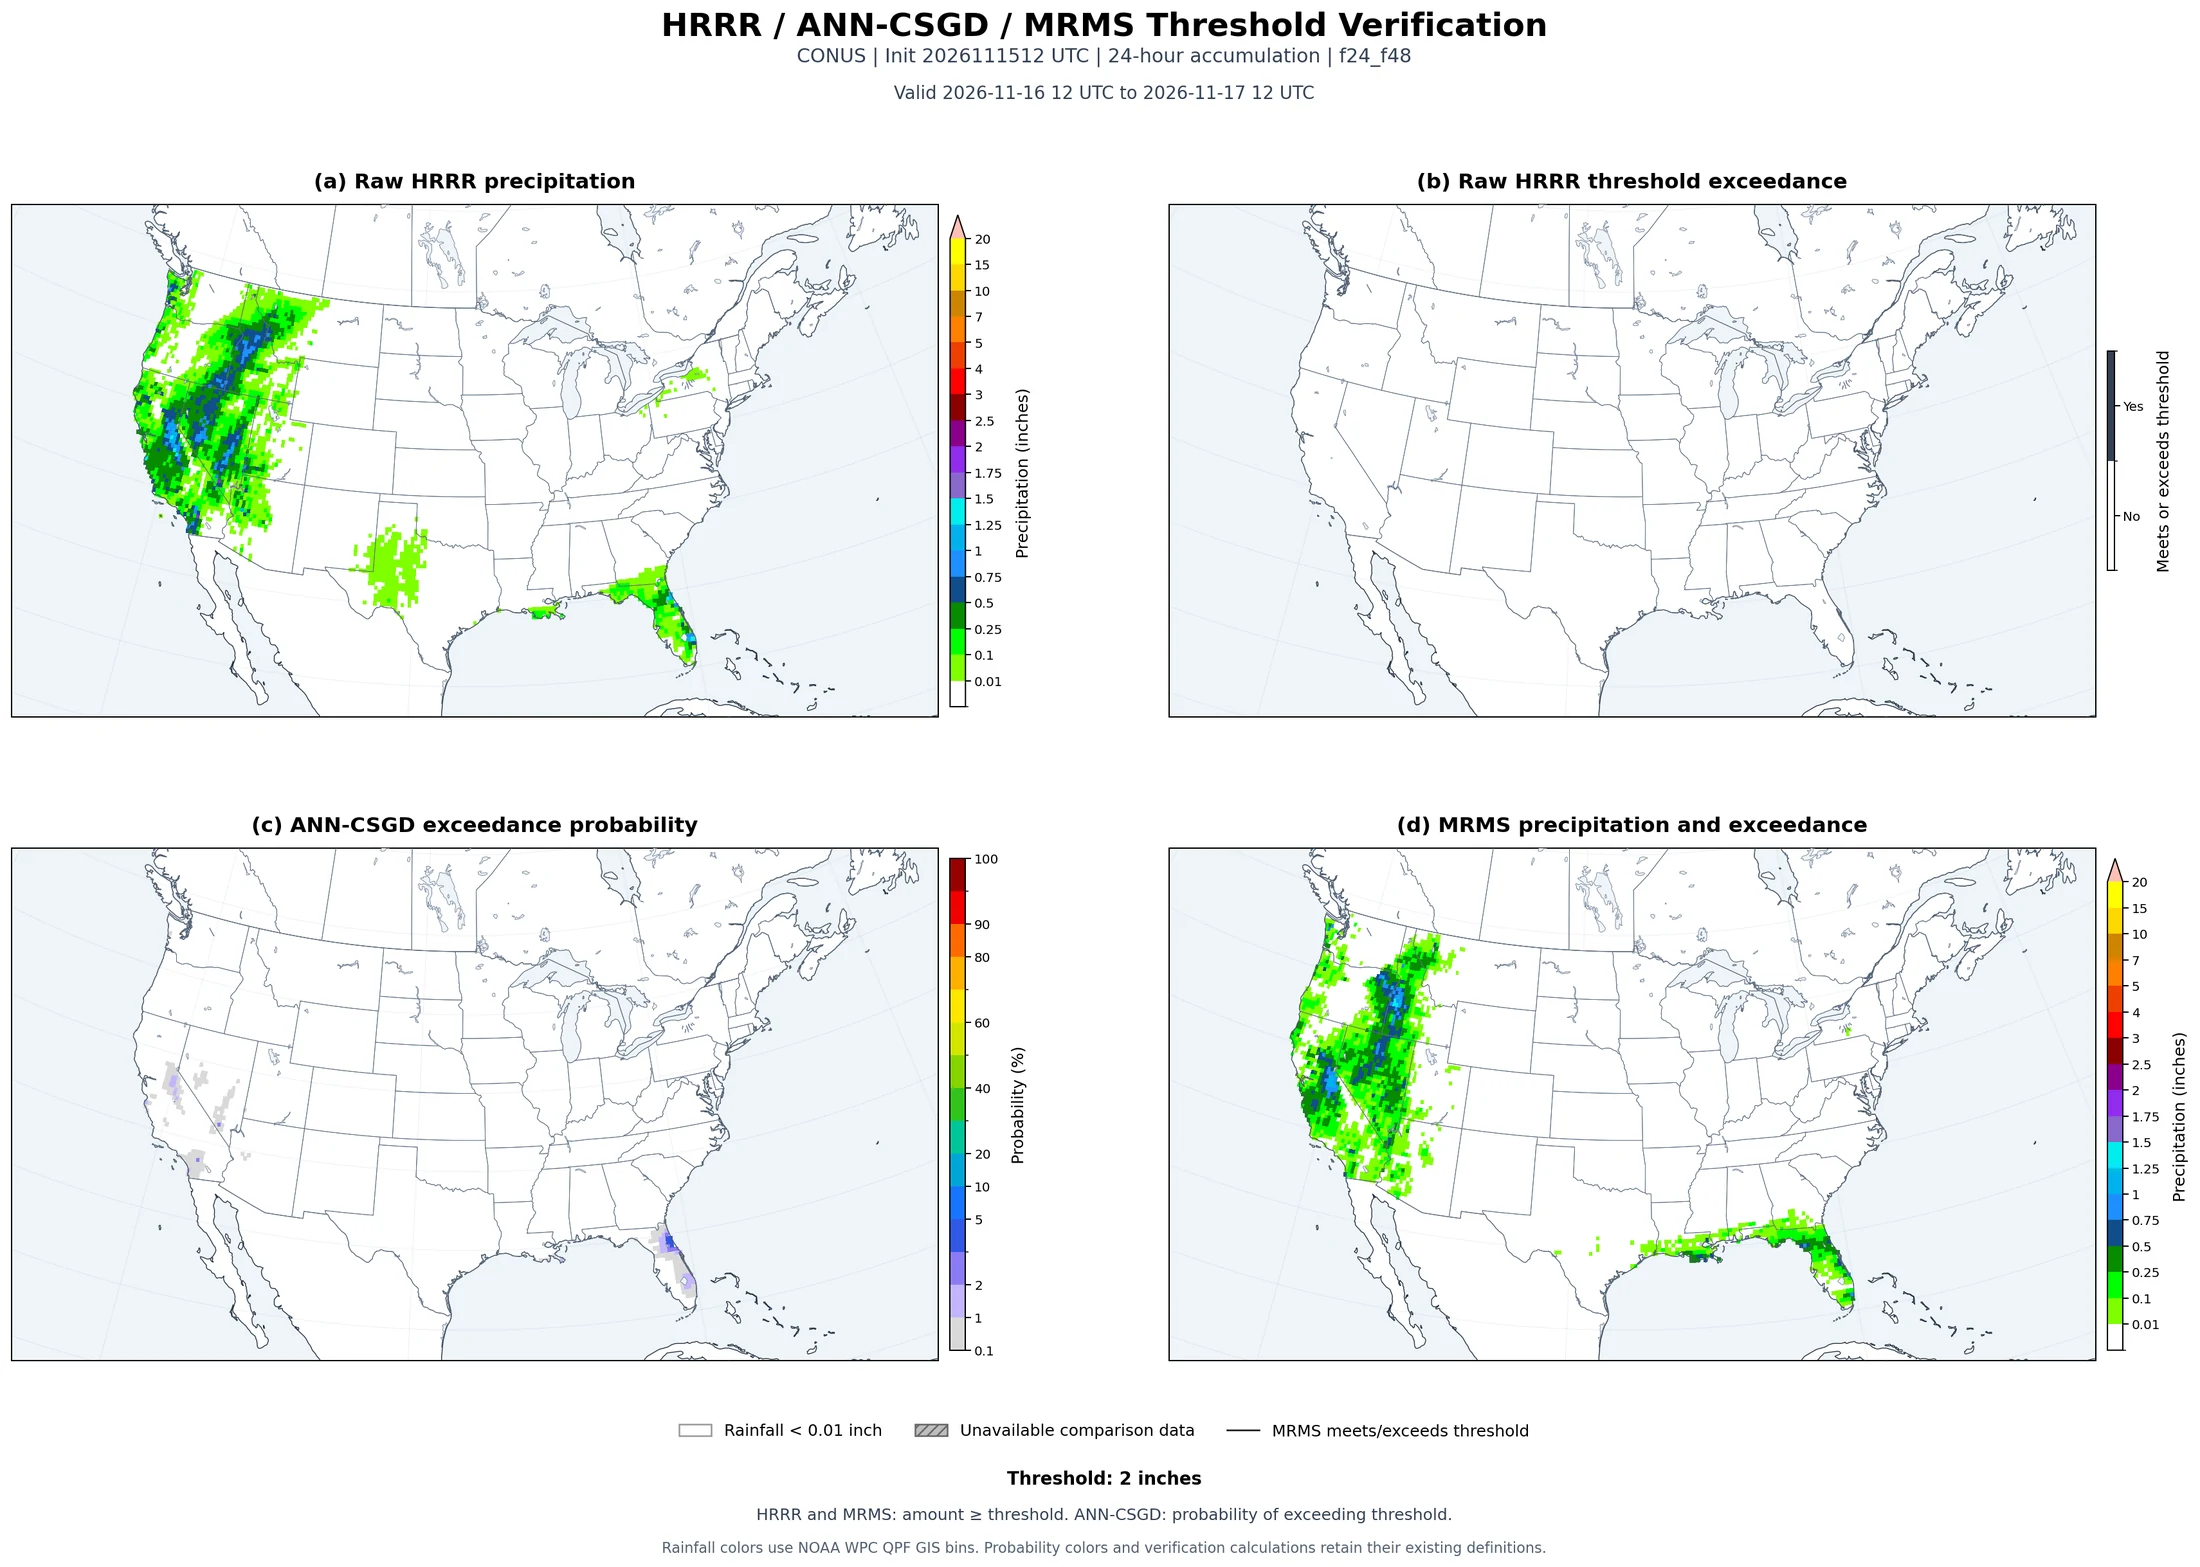 HRRR / ANN-CSGD / MRMS Threshold Verification
CONUS | Init 2026111512 UTC | 24-hour accumulation | f24_f48
Valid 2026-11-16 12 UTC to 2026-11-17 12 UTC
(a) Raw HRRR precipitation
20
15
10
7
5
4
3
2.5
2
1.75
1.5
1.25
1
0.75
0.5
0.25
0.1
0.01
Precipitation (inches)
(b) Raw HRRR threshold exceedance
Yes
No
Meets or exceeds threshold
(c) ANN-CSGD exceedance probability
100
90
80
60
40
20
10
5
2
1
0.1
Probability (%)
(d) MRMS precipitation and exceedance
20
15
10
7
5
4
3
2.5
2
1.75
1.5
1.25
1
0.75
0.5
0.25
0.1
0.01
Precipitation (inches)
Rainfall < 0.01 inch
Unavailable comparison data
MRMS meets/exceeds threshold
Threshold: 2 inches
HRRR and MRMS: amount ≥ threshold. ANN-CSGD: probability of exceeding threshold.
Rainfall colors use NOAA WPC QPF GIS bins. Probability colors and verification calculations retain their existing definitions.